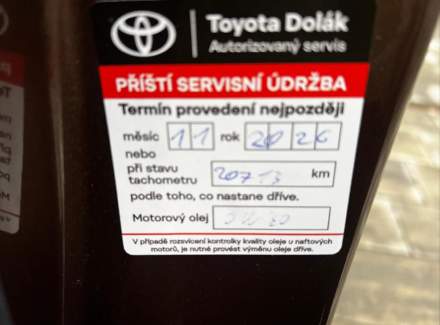 Toyota Dolák
Autorizovaný servis
PŘÍŠTÍ SERVISNÍ ÚDRŽBA
Termín provedení nejpozději
měsíc 11 rok 2026
nebo
při stavu
tachometru 20713 km
podle toho, co nastane dříve.
Motorový olej
V případě rozsvícení kontrolky kvality oleje u naftových
motorů, je nutné provést výměnu oleje dříve.